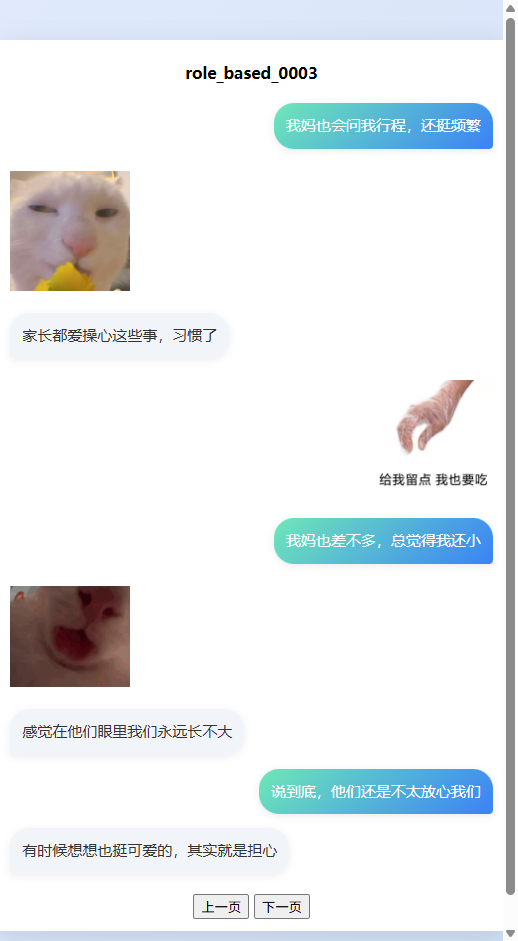 role_based_0003
我妈也会问我行程，还挺频繁
家长都爱操心这些事，习惯了
给我留点 我也要吃
我妈也差不多，总觉得我还小
感觉在他们眼里我们永远长不大
说到底，他们还是不太放心我们
有时候想想也挺可爱的，其实就是担心
上一页 下一页